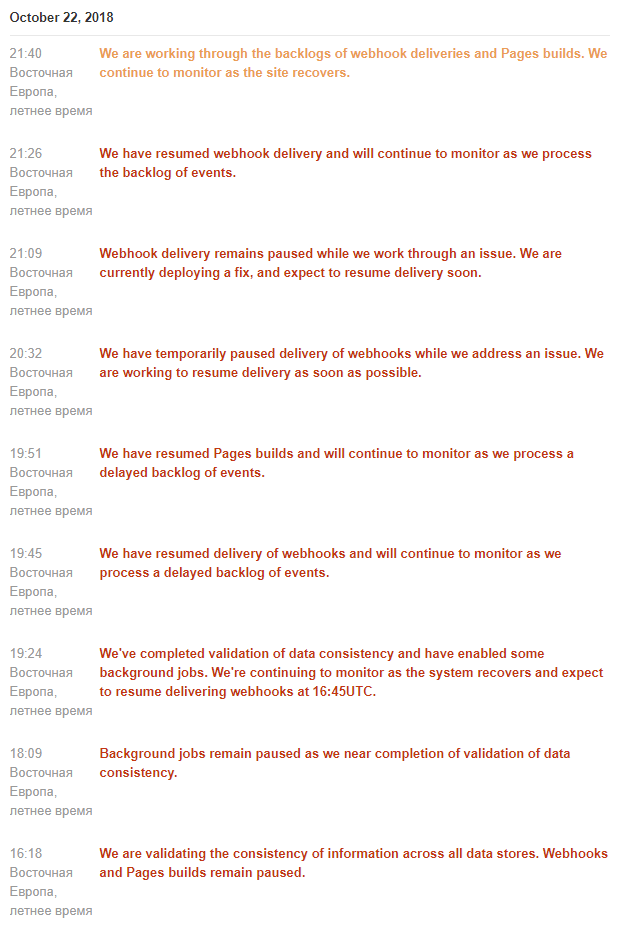 October 22, 2018
21:40
Восточная
Европа,
летнее время
We are working through the backlogs of webhook deliveries and Pages builds. We
continue to monitor as the site recovers.
21:26
Восточная
Европа,
летнее время
We have resumed webhook delivery and will continue to monitor as we process
the backlog of events.
21:09
Восточная
Европа,
летнее время
Webhook delivery remains paused while we work through an issue. We are
currently deploying a fix, and expect to resume delivery soon.
20:32
Восточная
Европа,
летнее время
We have temporarily paused delivery of webhooks while we address an issue. We
are working to resume delivery as soon as possible.
19:51
Восточная
Европа,
летнее время
We have resumed Pages builds and will continue to monitor as we process a
delayed backlog of events.
19:45
Восточная
Европа,
летнее время
We have resumed delivery of webhooks and will continue to monitor as we
process a delayed backlog of events.
19:24
Восточная
Европа,
летнее время
We've completed validation of data consistency and have enabled some
background jobs. We're continuing to monitor as the system recovers and expect
to resume delivering webhooks at 16:45UTC.
18:09
Восточная
Европа,
летнее время
Background jobs remain paused as we near completion of validation of data
consistency.
16:18
Восточная
Европа,
летнее время
We are validating the consistency of information across all data stores. Webhooks
and Pages builds remain paused.